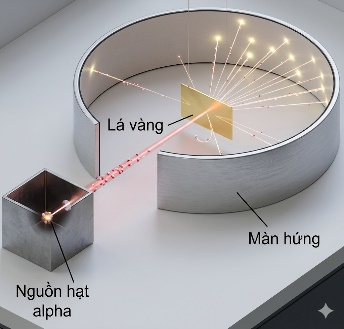 Lá vàng
Màn hứng
Nguồn hạt
alpha